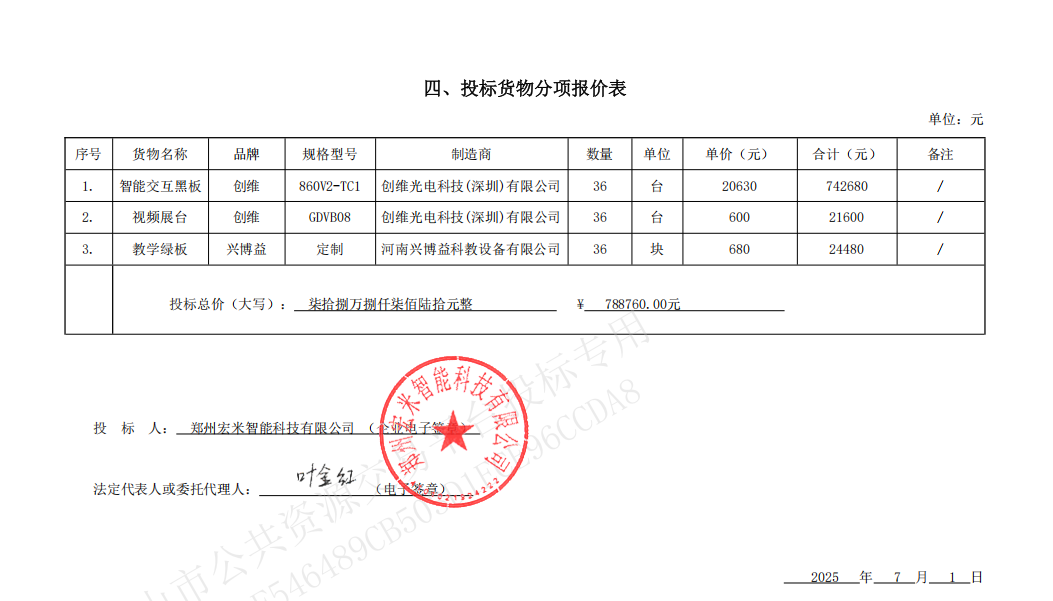 四、投标货物分项报价表
单位：元
序号 货物名称 品牌 规格型号 制造商 数量 单位 单价（元） 合计（元） 备注
1. 智能交互黑板 创维 860V2-TC1 创维光电科技(深圳)有限公司 36 台 20630 742680 /
2. 视频展台 创维 GDVB08 创维光电科技(深圳)有限公司 36 台 600 21600 /
3. 教学绿板 兴博益 定制 河南兴博益科教设备有限公司 36 块 680 24480 /
投标总价（大写）： 柒拾捌万捌仟柒佰陆拾元整 ¥ 788760.00元
投 标 人： 郑州宏米智能科技有限公司 （企业电子签章）
郑州宏米智能科技有限公司
法定代表人或委托代理人： 叶金红 （电子签章）
2025 年 7 月 1 日